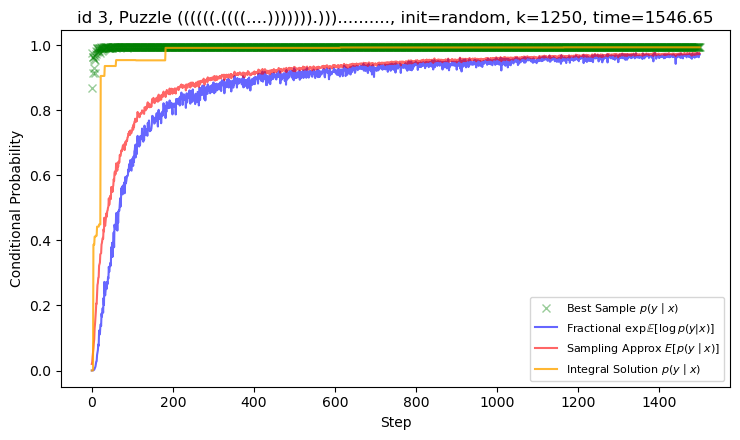 id 3, Puzzle ((((((.((((....))))))).)))).........., init=random, k=1250, time=1546.65
1.0
0.8
0.6
0.4
0.2
0.0
Conditional Probability
0
200
400
600
800
1000
1200
1400
Step
Best Sample p(y | x)
Fractional exp𝔼[log p(y|x)]
Sampling Approx E[p(y | x)]
Integral Solution p(y | x)